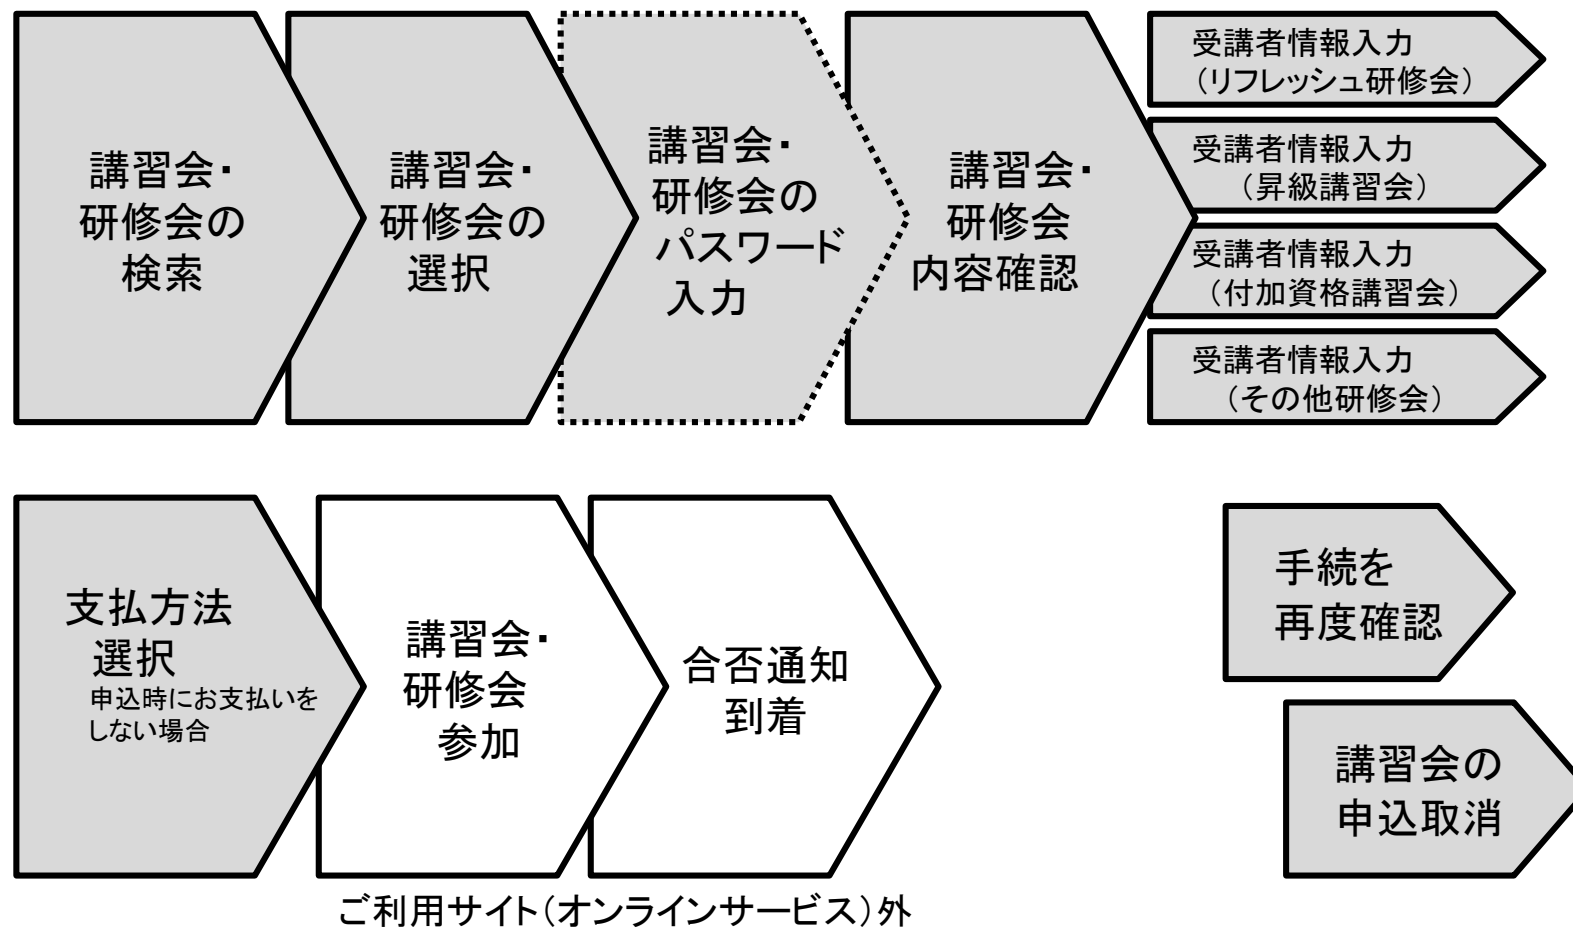 講習会・
研修会の
検索
講習会・
研修会の
選択
講習会・
研修会の
パスワード
入力
講習会・
研修会
内容確認
受講者情報入力
（リフレッシュ研修会）
受講者情報入力
（昇級講習会）
受講者情報入力
（付加資格講習会）
受講者情報入力
（その他研修会）
支払方法
選択
申込時にお支払いを
しない場合
講習会・
研修会
参加
合否通知
到着
手続を
再度確認
講習会の
申込取消
ご利用サイト（オンラインサービス）外